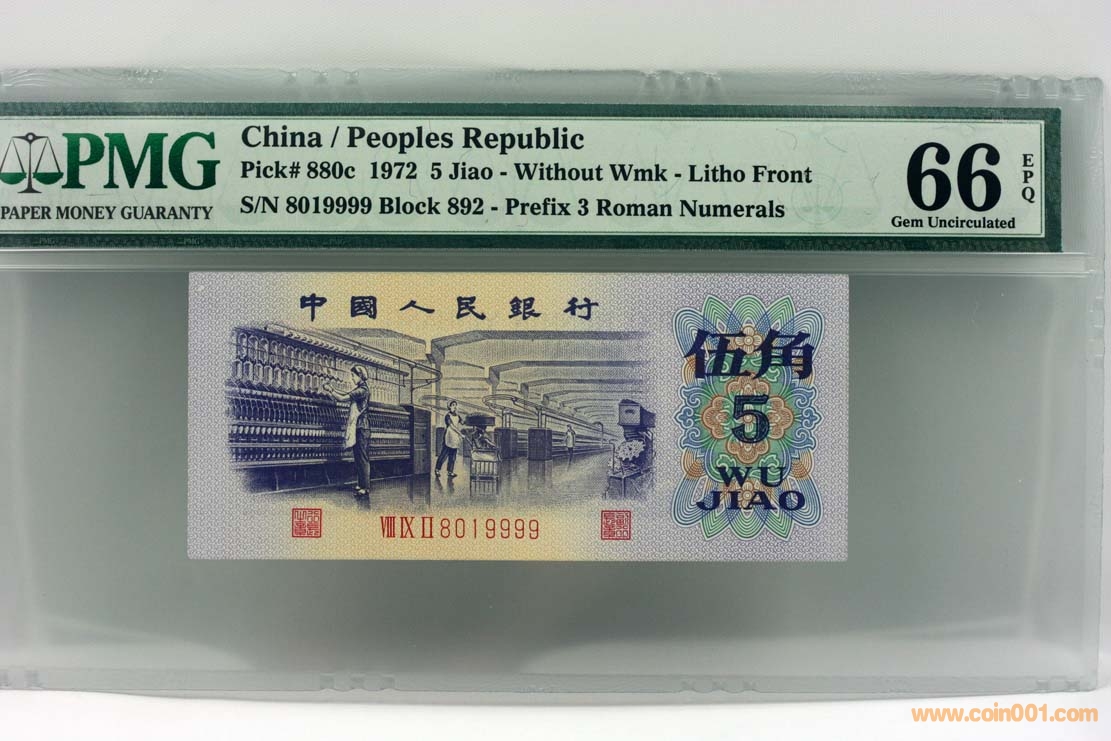 PMG
PAPER MONEY GUARANTY
China / Peoples Republic
Pick# 880c 1972 5 Jiao - Without Wmk - Litho Front
S/N 8019999 Block 892 - Prefix 3 Roman Numerals
66
EPQ
Gem Uncirculated
中國人民銀行
伍角
5
WU
JIAO
VIII IX II 8019999
www.coin001.com